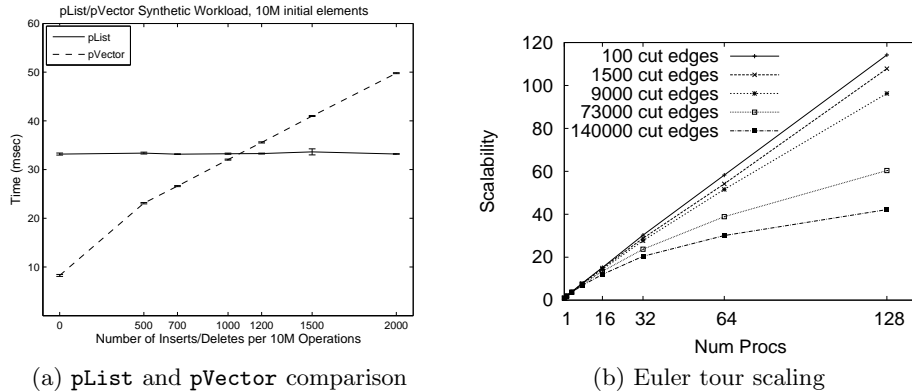 pList/pVector Synthetic Workload, 10M initial elements
60
50
40
30
20
10
Time (msec)
pList
pVector
0 500 700 1000 1200 1500 2000
Number of Inserts/Deletes per 10M Operations
(a) pList and pVector comparison
120
100
80
60
40
20
0
Scalability
100 cut edges
1500 cut edges
9000 cut edges
73000 cut edges
140000 cut edges
1 16 32 64 128
Num Procs
(b) Euler tour scaling